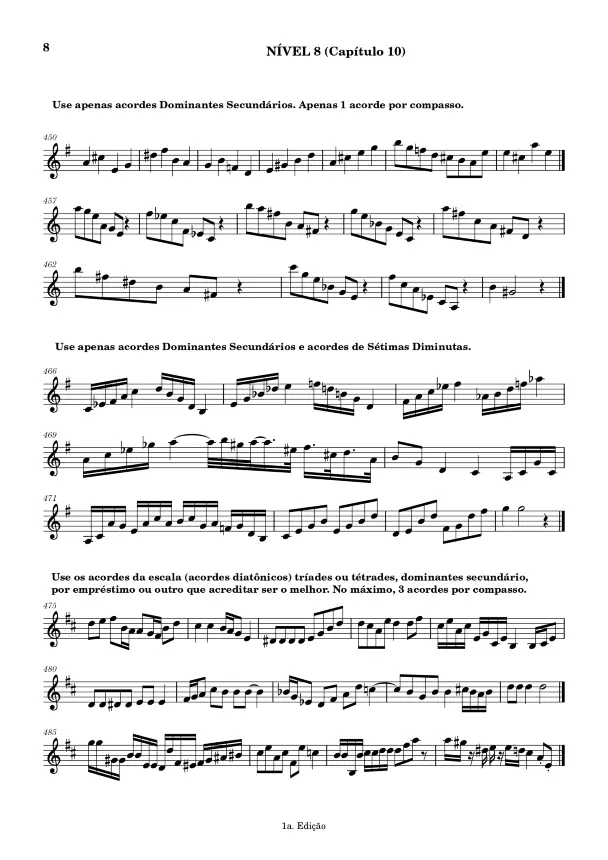 8
NÍVEL 8 (Capítulo 10)
Use apenas acordes Dominantes Secundários. Apenas 1 acorde por compasso.
450
457
462
Use apenas acordes Dominantes Secundários e acordes de Sétimas Diminutas.
466
469
471
Use os acordes da escala (acordes diatônicos) tríades ou tétrades, dominantes secundário,
por empréstimo ou outro que acreditar ser o melhor. No máximo, 3 acordes por compasso.
475
480
485
1a. Edição